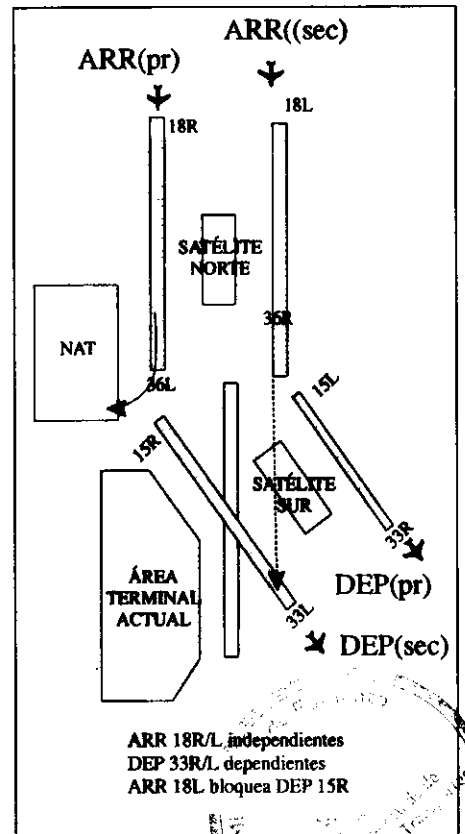 ARR((sec)
ARR(pr)
18L
18R
SATÉLITE
NORTE
36R
NAT
36L
15L
15R
SATÉLITE
SUR
33R
ÁREA
TERMINAL
ACTUAL
DEP(pr)
33L
DEP(sec)
ARR 18R/L independientes
DEP 33R/L dependientes
ARR 18L bloquea DEP 15R